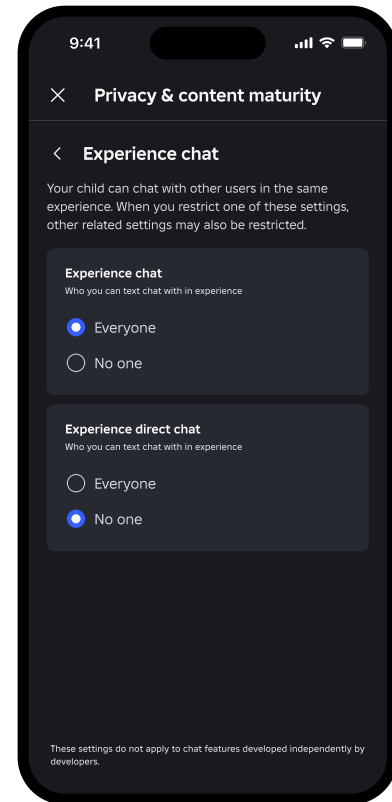 9:41
Privacy & content maturity
Experience chat
Your child can chat with other users in the same
experience. When you restrict one of these settings,
other related settings may also be restricted.
Experience chat
Who you can text chat with in experience
Everyone
No one
Experience direct chat
Who you can text chat with in experience
Everyone
No one
These settings do not apply to chat features developed independently by
developers.